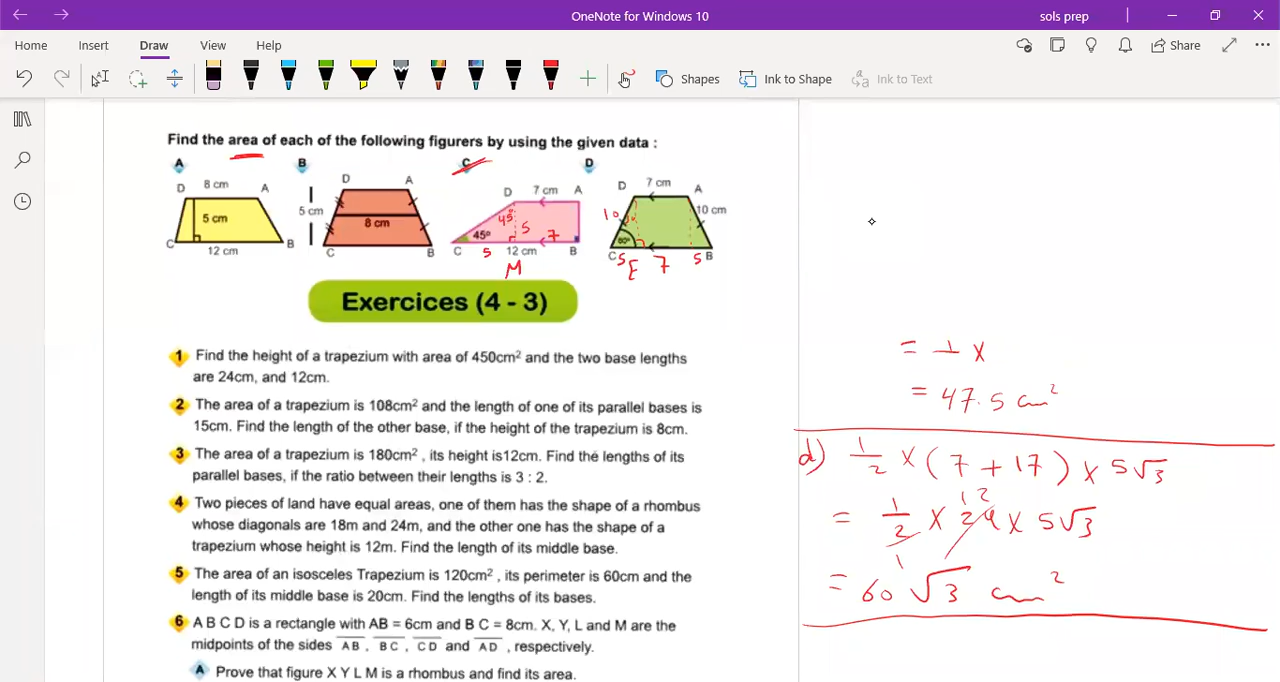 OneNote for Windows 10
sols prep
Home Insert Draw View Help
Share
Shapes
Ink to Shape
Ink to Text
Find the area of each of the following figurers by using the given data :
A B C D
D 8 cm A
5 cm
C 12 cm B
D A
5 cm
8 cm
C B
D 7 cm A
45°
5
45°
7
C 5 12 cm B
M
D 7 cm A
10
10 cm
60°
C 5 E 7 5 B
Exercices (4 - 3)
1 Find the height of a trapezium with area of 450cm² and the two base lengths
are 24cm, and 12cm.
2 The area of a trapezium is 108cm² and the length of one of its parallel bases is
15cm. Find the length of the other base, if the height of the trapezium is 8cm.
3 The area of a trapezium is 180cm² , its height is12cm. Find the lengths of its
parallel bases, if the ratio between their lengths is 3 : 2.
4 Two pieces of land have equal areas, one of them has the shape of a rhombus
whose diagonals are 18m and 24m, and the other one has the shape of a
trapezium whose height is 12m. Find the length of its middle base.
5 The area of an isosceles Trapezium is 120cm² , its perimeter is 60cm and the
length of its middle base is 20cm. Find the lengths of its bases.
6 A B C D is a rectangle with AB = 6cm and B C = 8cm. X, Y, L and M are the
midpoints of the sides AB , BC , CD and AD , respectively.
A Prove that figure X Y L M is a rhombus and find its area.
= 1 x
= 47.5 cm²
d) 1/2 x (7 + 17) x 5√3
= 1/2 x 24 x 5√3
12
1
= 60 √3 cm²